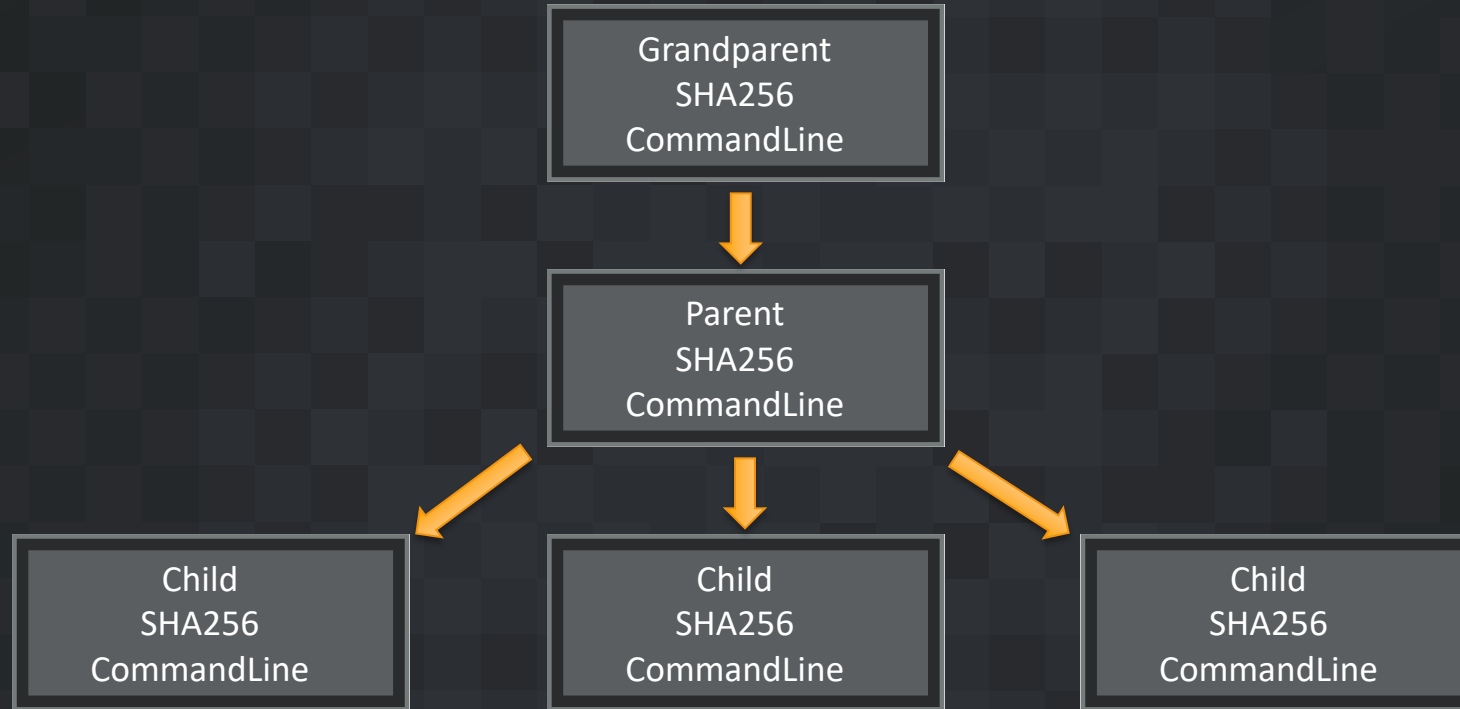 Grandparent
SHA256
CommandLine
Parent
SHA256
CommandLine
Child
SHA256
CommandLine
Child
SHA256
CommandLine
Child
SHA256
CommandLine